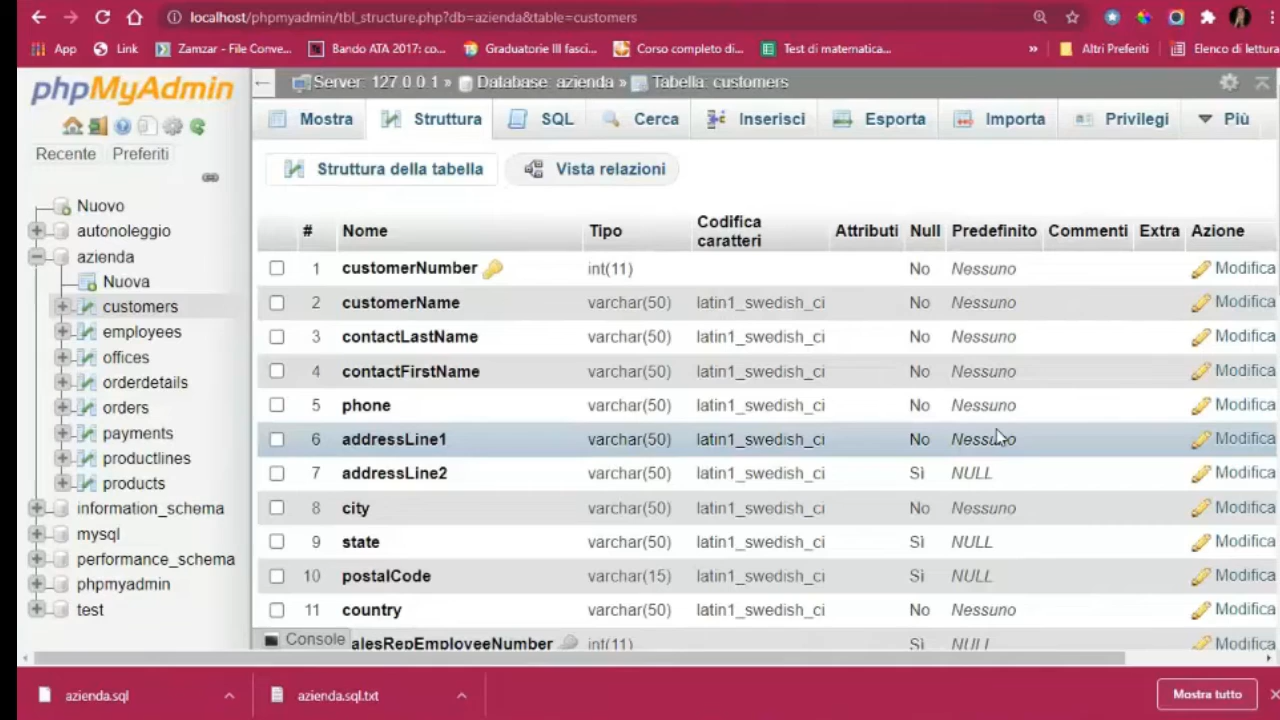 localhost/phpmyadmin/tbl_structure.php?db=azienda&table=customers
App Link Zamzar - File Conve... Bando ATA 2017: co... Graduatorie III fasci... Corso completo di... Test di matematica... » Altri Preferiti Elenco di lettura
phpMyAdmin
Recente Preferiti
Nuovo
autonoleggio
azienda
Nuova
customers
employees
offices
orderdetails
orders
payments
productlines
products
information_schema
mysql
performance_schema
phpmyadmin
test
Server: 127.0.0.1 » Database: azienda » Tabella: customers
Mostra Struttura SQL Cerca Inserisci Esporta Importa Privilegi Più
Struttura della tabella Vista relazioni
# Nome Tipo Codifica caratteri Attributi Null Predefinito Commenti Extra Azione
1 customerNumber int(11) No Nessuno Modifica
2 customerName varchar(50) latin1_swedish_ci No Nessuno Modifica
3 contactLastName varchar(50) latin1_swedish_ci No Nessuno Modifica
4 contactFirstName varchar(50) latin1_swedish_ci No Nessuno Modifica
5 phone varchar(50) latin1_swedish_ci No Nessuno Modifica
6 addressLine1 varchar(50) latin1_swedish_ci No Nessuno Modifica
7 addressLine2 varchar(50) latin1_swedish_ci Sì NULL Modifica
8 city varchar(50) latin1_swedish_ci No Nessuno Modifica
9 state varchar(50) latin1_swedish_ci Sì NULL Modifica
10 postalCode varchar(15) latin1_swedish_ci Sì NULL Modifica
11 country varchar(50) latin1_swedish_ci No Nessuno Modifica
alesRepEmployeeNumber int(11) Sì NULL Modifica
Console
azienda.sql azienda.sql.txt Mostra tutto